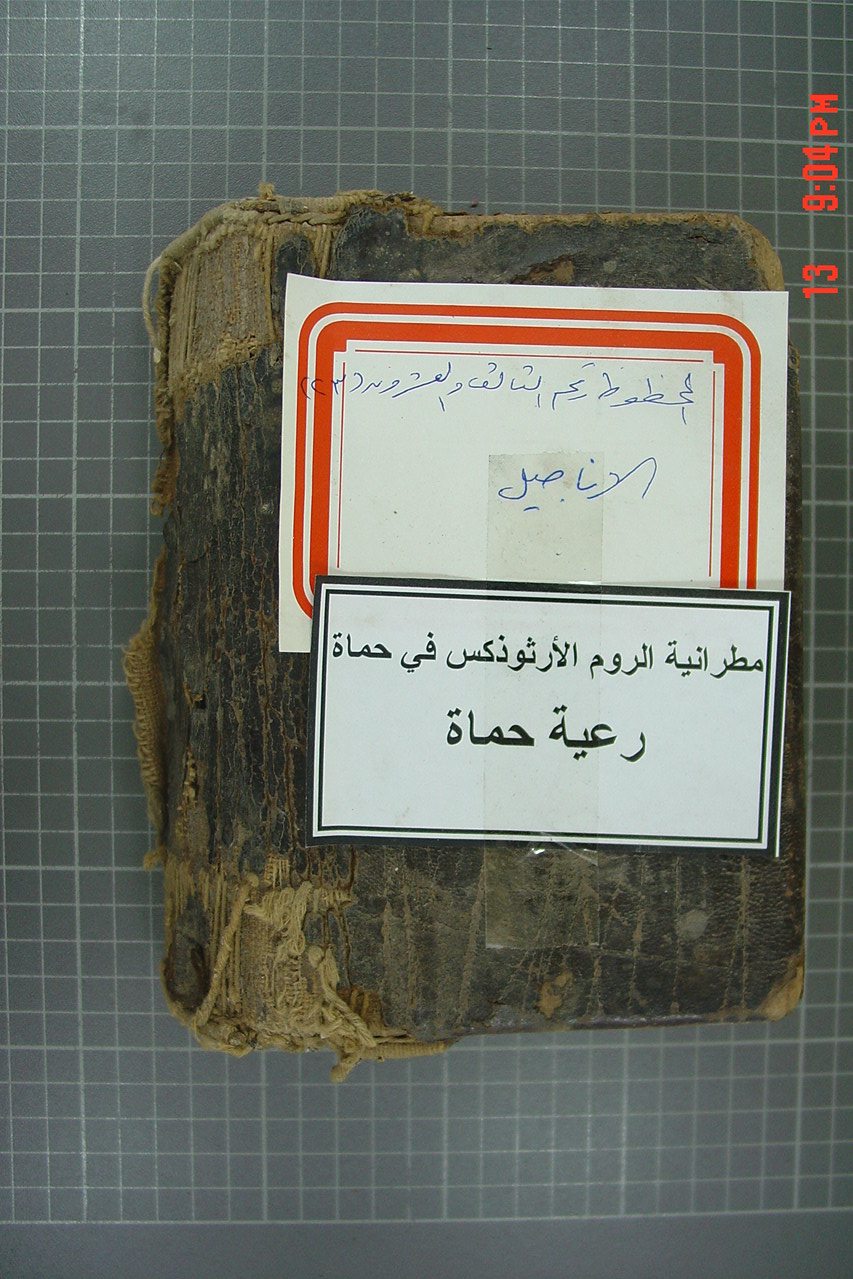 المخطوط رقم الثالث والعشرون (٢٣)
الاناجيل
مطرانية الروم الأرثوذكس في حماة
رعية حماة
13 9:04 PM